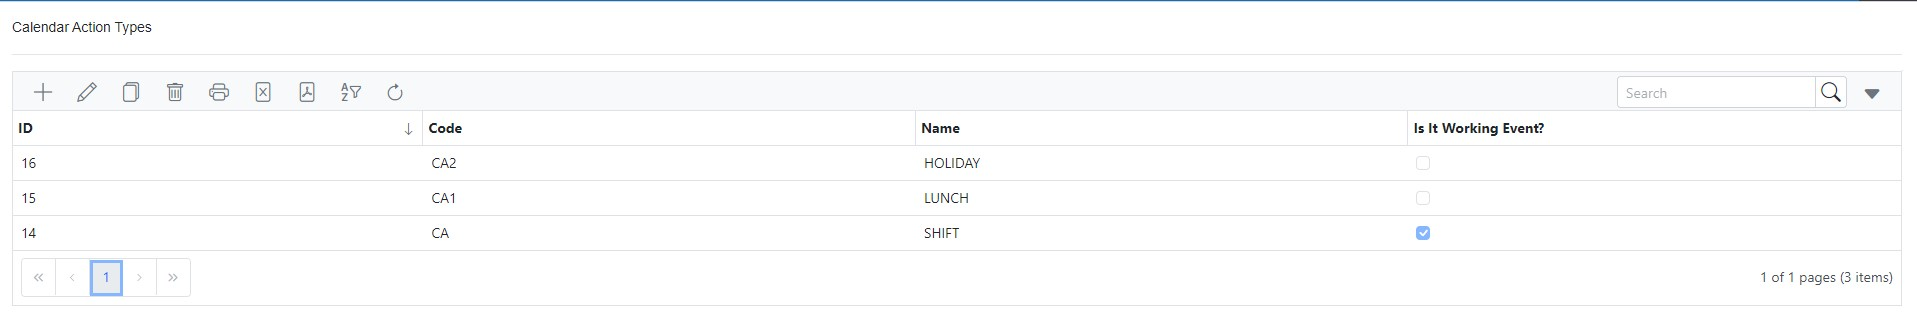 Calendar Action Types
Search
ID Code Name Is It Working Event?
16 CA2 HOLIDAY
15 CA1 LUNCH
14 CA SHIFT
« ‹ 1 › » 1 of 1 pages (3 items)